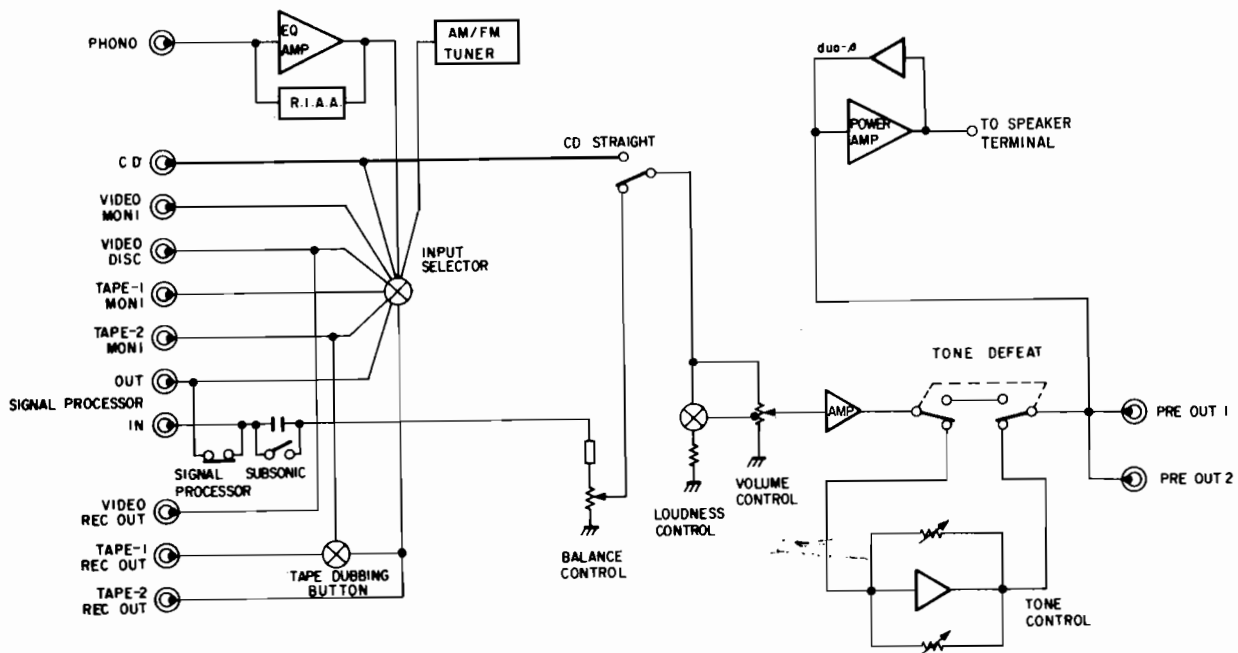 PHONO
EQ
AMP
R.I.A.A.
AM/FM
TUNER
duo-β
POWER
AMP
TO SPEAKER
TERMINAL
CD STRAIGHT
CD
VIDEO
MONI
VIDEO
DISC
INPUT
SELECTOR
TAPE-1
MONI
TAPE-2
MONI
OUT
SIGNAL PROCESSOR
IN
SIGNAL
PROCESSOR
SUBSONIC
VIDEO
REC OUT
TAPE-1
REC OUT
TAPE-2
REC OUT
TAPE DUBBING
BUTTON
BALANCE
CONTROL
LOUDNESS
CONTROL
VOLUME
CONTROL
AMP
TONE DEFEAT
PRE OUT 1
PRE OUT 2
TONE
CONTROL